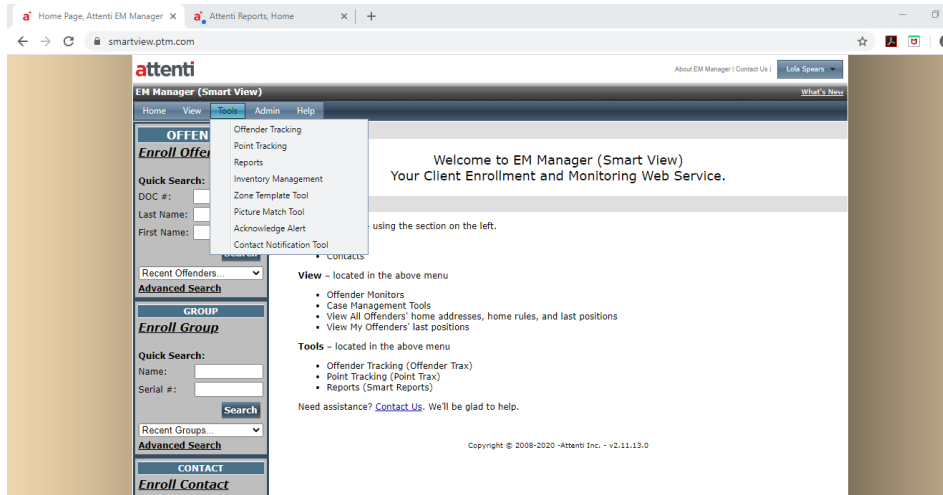 Home Page, Attenti EM Manager
Attenti Reports, Home
smartview.ptm.com
attenti
About EM Manager | Contact Us |
Lola Spears
EM Manager (Smart View)
What's New
Home View Tools Admin Help
Offender Tracking
Point Tracking
Reports
Inventory Management
Zone Template Tool
Picture Match Tool
Acknowledge Alert
Contact Notification Tool
OFFEN
Enroll Offe
Quick Search:
DOC #:
Last Name:
First Name:
Search
Recent Offenders...
Advanced Search
GROUP
Enroll Group
Quick Search:
Name:
Serial #:
Search
Recent Groups...
Advanced Search
CONTACT
Enroll Contact
Welcome to EM Manager (Smart View)
Your Client Enrollment and Monitoring Web Service.
- using the section on the left.
• Contacts
View – located in the above menu
• Offender Monitors
• Case Management Tools
• View All Offenders' home addresses, home rules, and last positions
• View My Offenders' last positions
Tools – located in the above menu
• Offender Tracking (Offender Trax)
• Point Tracking (Point Trax)
• Reports (Smart Reports)
Need assistance? Contact Us. We'll be glad to help.
Copyright © 2008-2020 -Attenti Inc. - v2.11.13.0